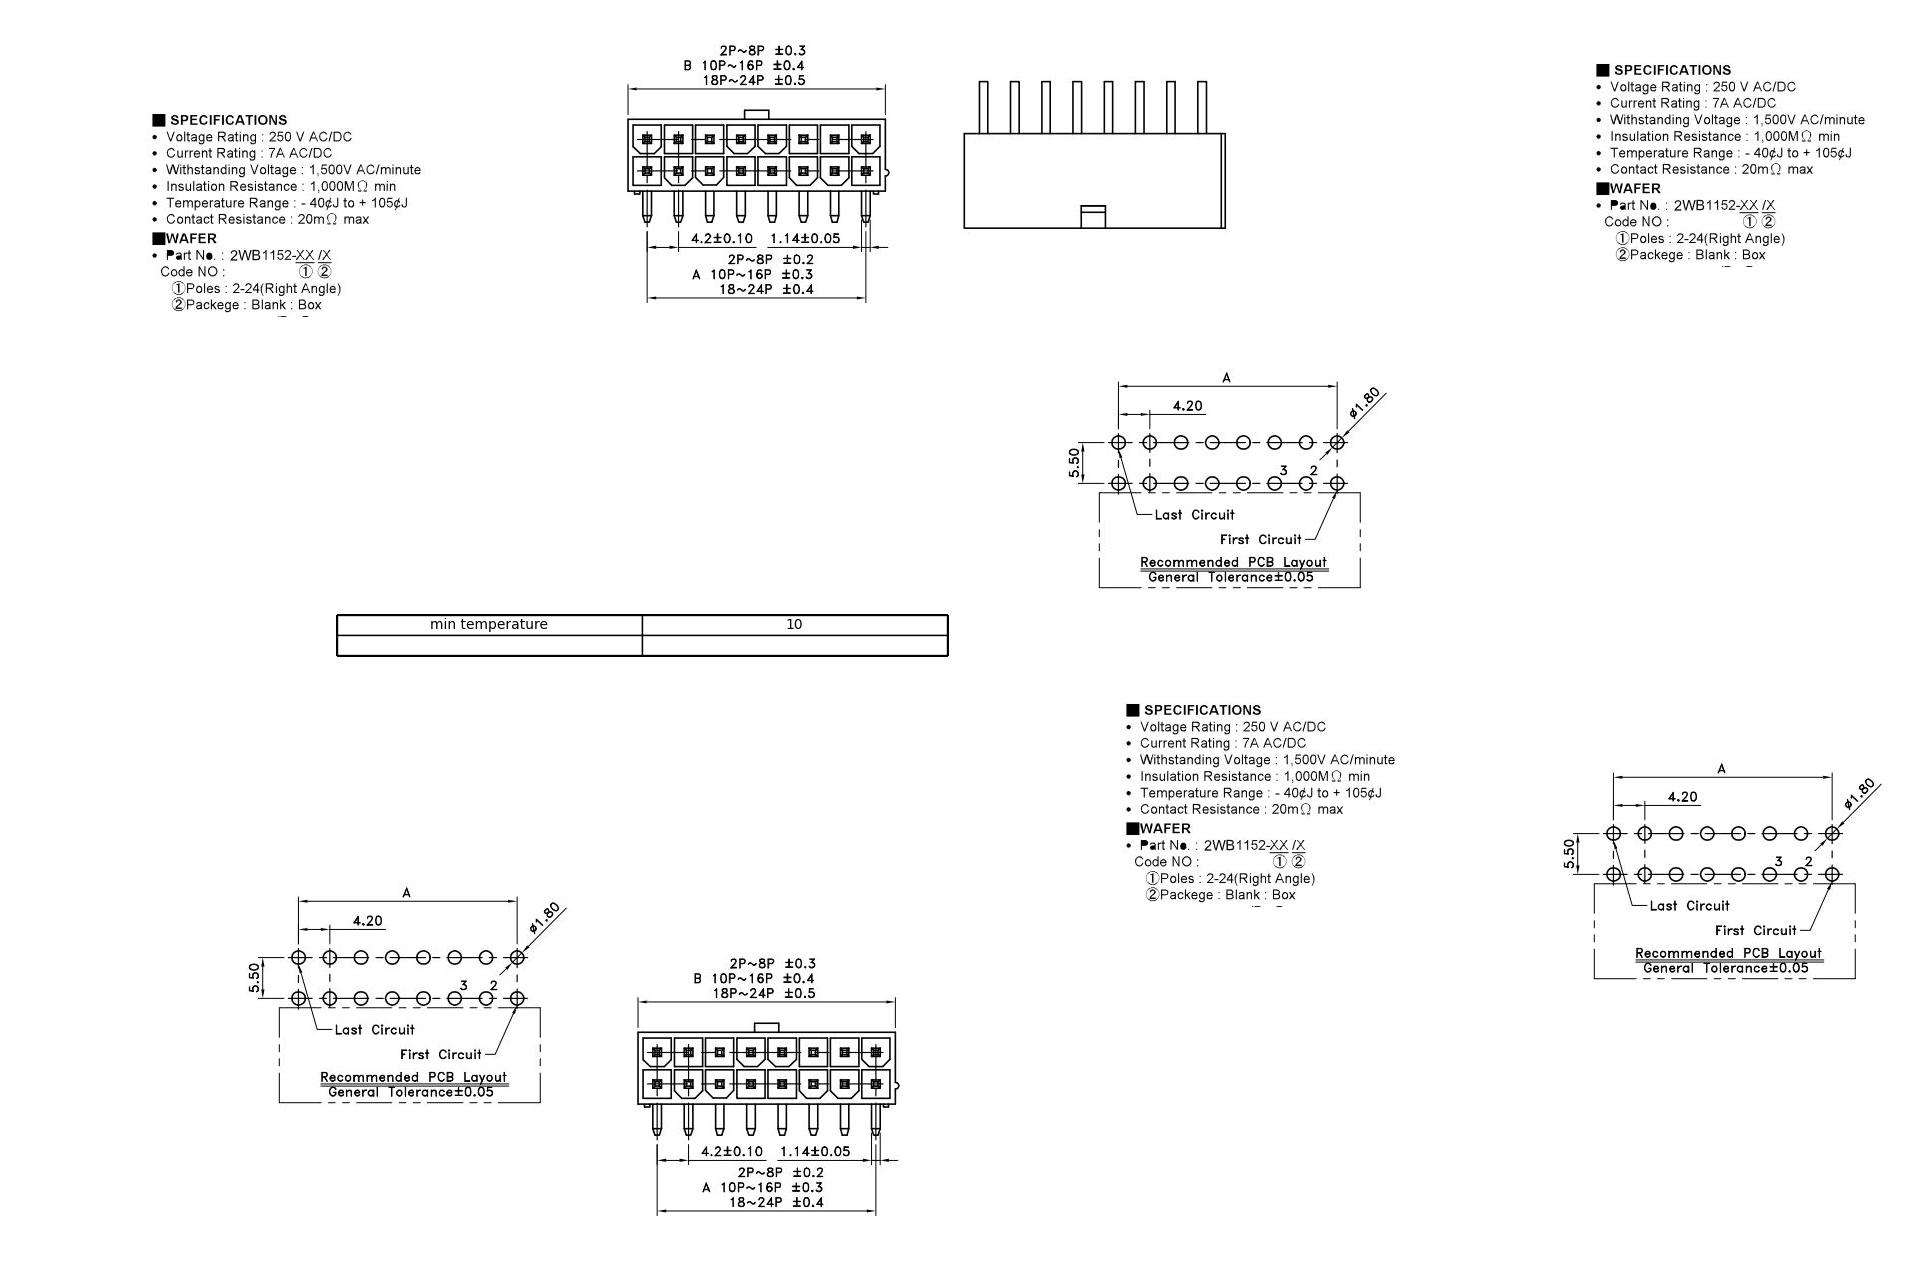 2P~8P ±0.3
B 10P~16P ±0.4
18P~24P ±0.5
4.2±0.10 1.14±0.05
2P~8P ±0.2
A 10P~16P ±0.3
18~24P ±0.4
■ SPECIFICATIONS
• Voltage Rating : 250 V AC/DC
• Current Rating : 7A AC/DC
• Withstanding Voltage : 1,500V AC/minute
• Insulation Resistance : 1,000MΩ min
• Temperature Range : - 40¢J to + 105¢J
• Contact Resistance : 20mΩ max
■WAFER
• Part No. : 2WB1152-XX /X
Code NO : ① ②
①Poles : 2-24(Right Angle)
②Packege : Blank : Box
■ SPECIFICATIONS
• Voltage Rating : 250 V AC/DC
• Current Rating : 7A AC/DC
• Withstanding Voltage : 1,500V AC/minute
• Insulation Resistance : 1,000MΩ min
• Temperature Range : - 40¢J to + 105¢J
• Contact Resistance : 20mΩ max
■WAFER
• Part No. : 2WB1152-XX /X
Code NO : ① ②
①Poles : 2-24(Right Angle)
②Packege : Blank : Box
A
4.20
ø1.80
5.50
3 2
Last Circuit
First Circuit
Recommended PCB Layout
General Tolerance±0.05
min temperature 10
■ SPECIFICATIONS
• Voltage Rating : 250 V AC/DC
• Current Rating : 7A AC/DC
• Withstanding Voltage : 1,500V AC/minute
• Insulation Resistance : 1,000MΩ min
• Temperature Range : - 40¢J to + 105¢J
• Contact Resistance : 20mΩ max
■WAFER
• Part No. : 2WB1152-XX /X
Code NO : ① ②
①Poles : 2-24(Right Angle)
②Packege : Blank : Box
A
4.20
ø1.80
5.50
3 2
Last Circuit
First Circuit
Recommended PCB Layout
General Tolerance±0.05
A
4.20
ø1.80
5.50
3 2
Last Circuit
First Circuit
Recommended PCB Layout
General Tolerance±0.05
2P~8P ±0.3
B 10P~16P ±0.4
18P~24P ±0.5
4.2±0.10 1.14±0.05
2P~8P ±0.2
A 10P~16P ±0.3
18~24P ±0.4